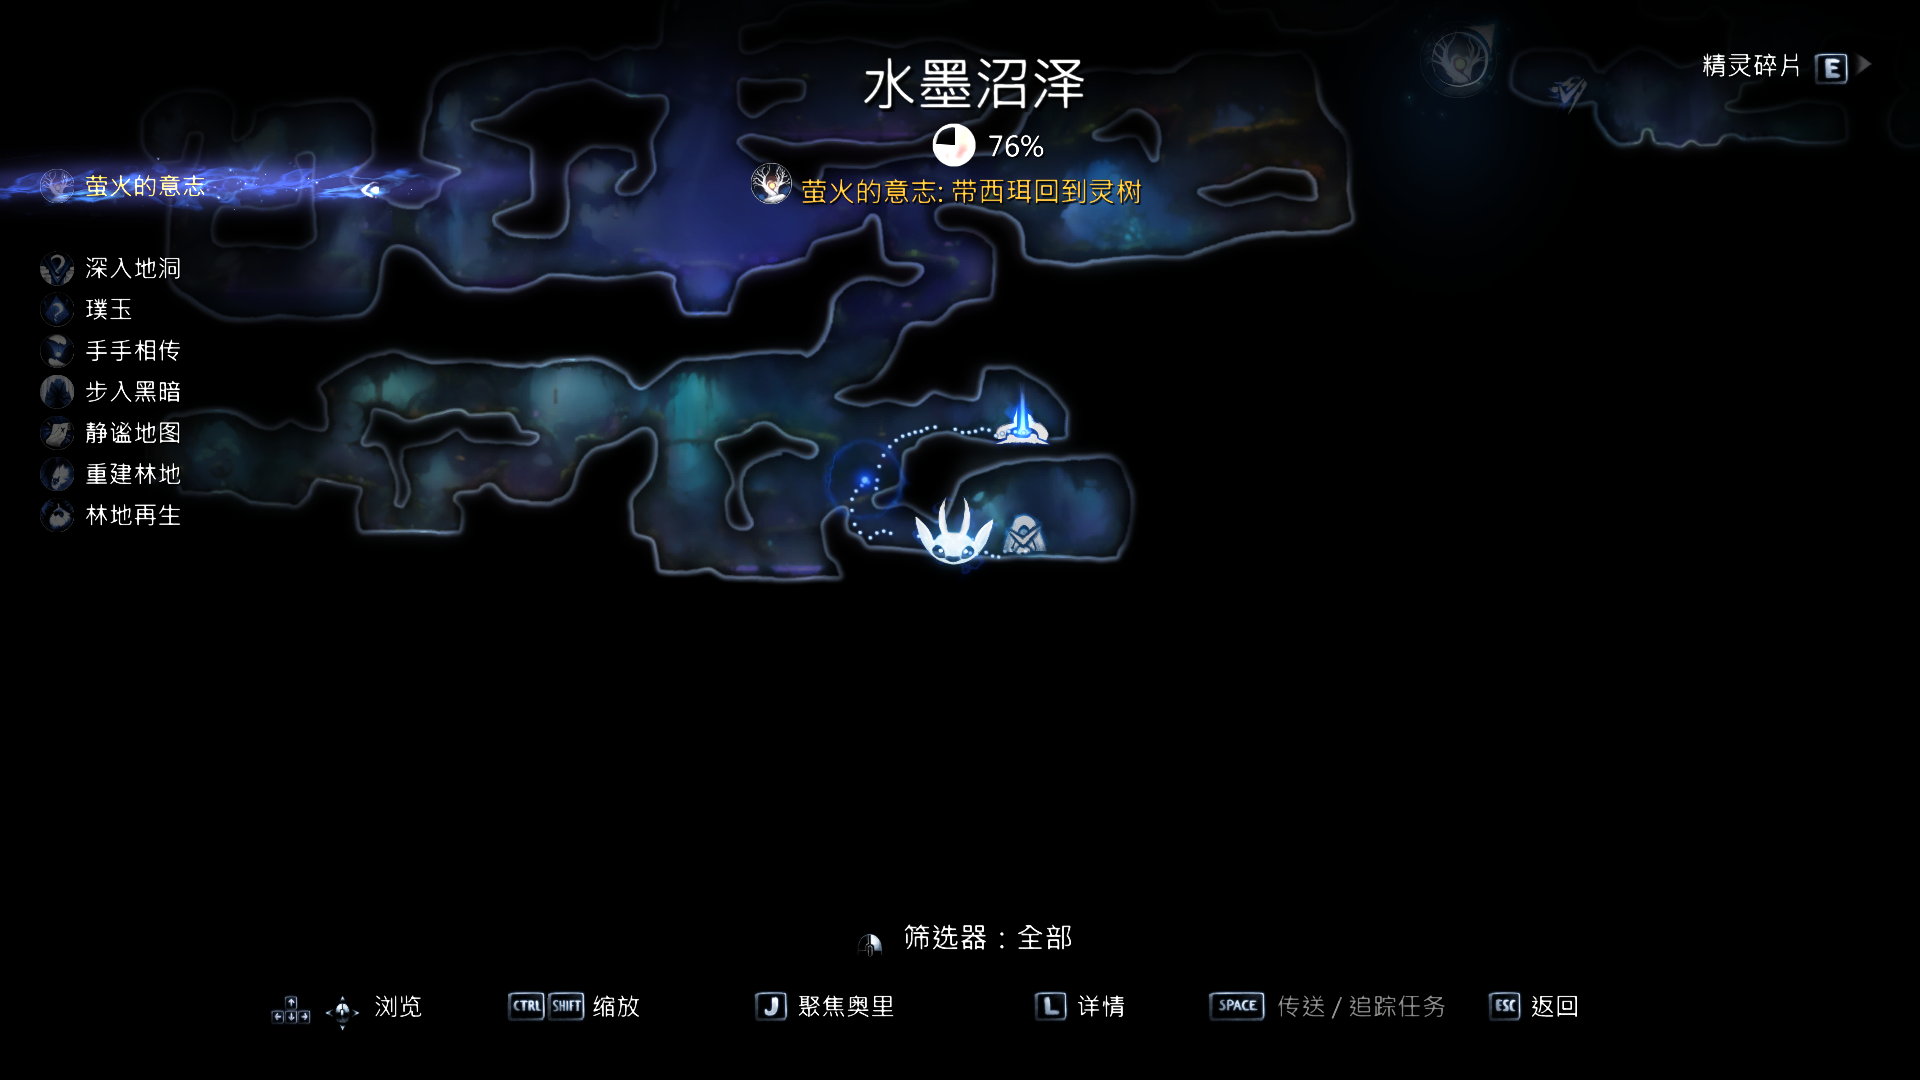 水墨沼泽
76%
萤火的意志: 带西珥回到灵树
精灵碎片 E
萤火的意志
深入地洞
璞玉
手手相传
步入黑暗
静谧地图
重建林地
林地再生
筛选器：全部
浏览
CTRL SHIFT 缩放
J 聚焦奥里
L 详情
SPACE 传送 / 追踪任务
ESC 返回